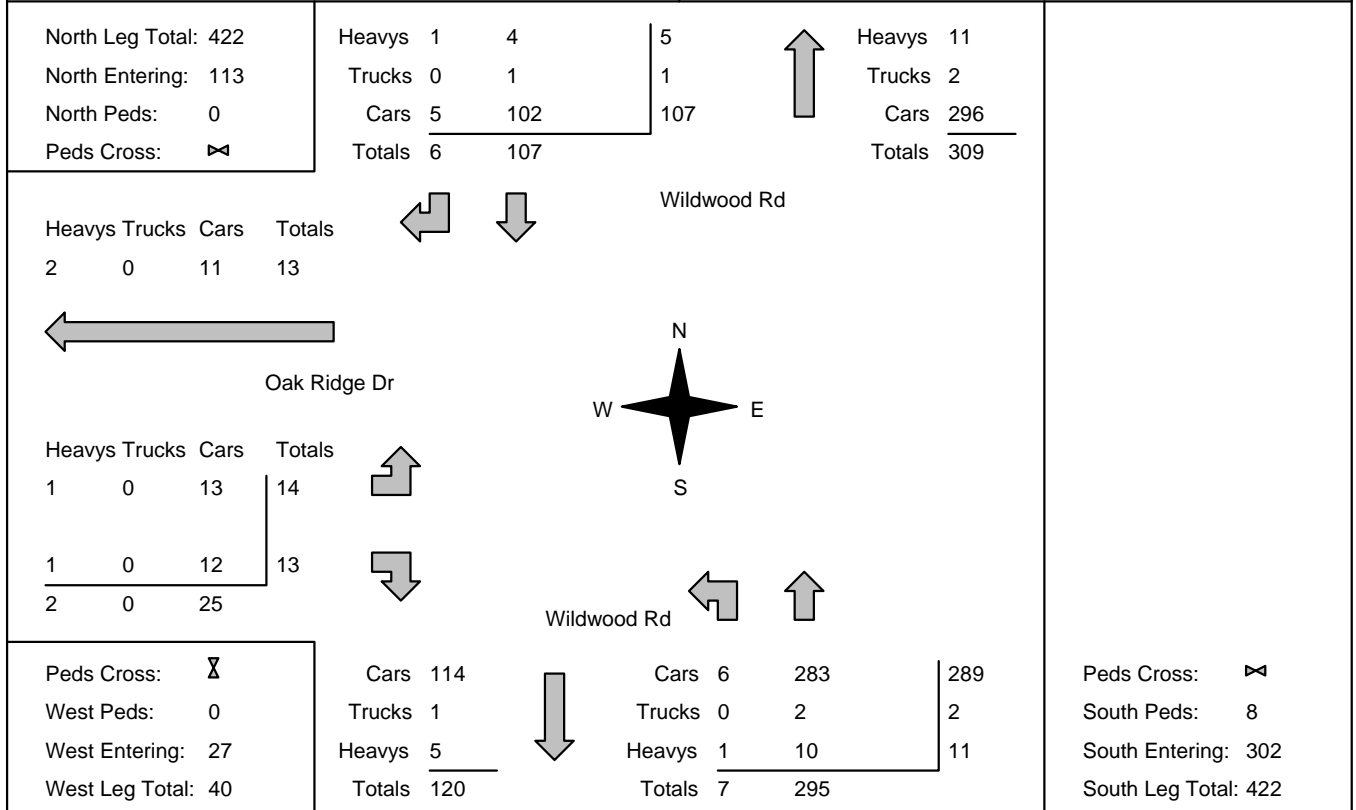 North Leg Total: 422
North Entering: 113
North Peds: 0
Peds Cross: ⋈
Heavys 1 4 5
Trucks 0 1 1
Cars 5 102 107
Totals 6 107
Heavys 11
Trucks 2
Cars 296
Totals 309
Wildwood Rd
Heavys Trucks Cars Totals
2 0 11 13
Oak Ridge Dr
N
W E
S
Heavys Trucks Cars Totals
1 0 13 14
1 0 12 13
2 0 25
Wildwood Rd
Peds Cross: ⧖
West Peds: 0
West Entering: 27
West Leg Total: 40
Cars 114
Trucks 1
Heavys 5
Totals 120
Cars 6 283 289
Trucks 0 2 2
Heavys 1 10 11
Totals 7 295
Peds Cross: ⋈
South Peds: 8
South Entering: 302
South Leg Total: 422